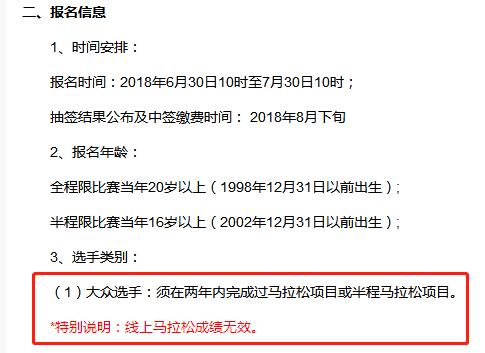 二、报名信息
1、时间安排：
报名时间：2018年6月30日10时至7月30日10时；
抽签结果公布及中签缴费时间： 2018年8月下旬
2、报名年龄：
全程限比赛当年20岁以上（1998年12月31日以前出生）;
半程限比赛当年16岁以上（2002年12月31日以前出生）;
3、选手类别：
（1）大众选手：须在两年内完成过马拉松项目或半程马拉松项目。
*特别说明：线上马拉松成绩无效。